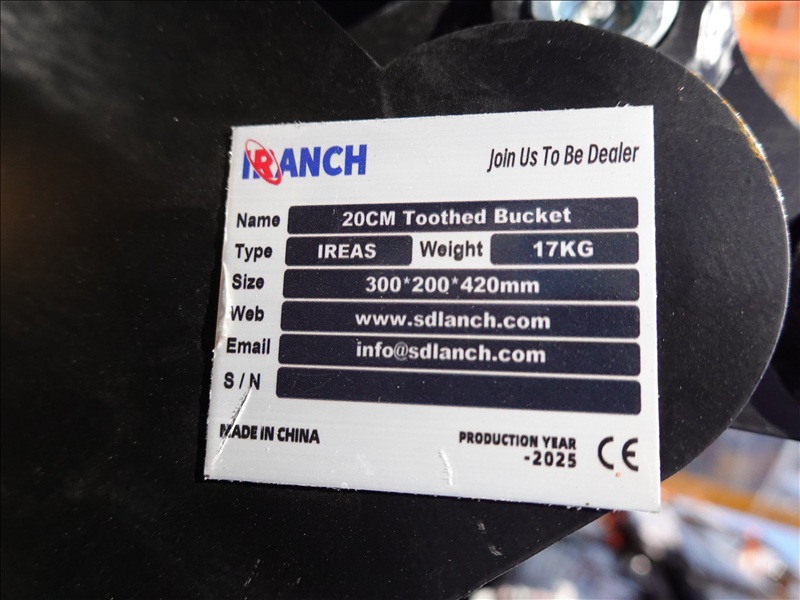 IRANCH
Join Us To Be Dealer
Name 20CM Toothed Bucket
Type IREAS Weight 17KG
Size 300*200*420mm
Web www.sdlanch.com
Email info@sdlanch.com
S / N
MADE IN CHINA
PRODUCTION YEAR
-2025
CE